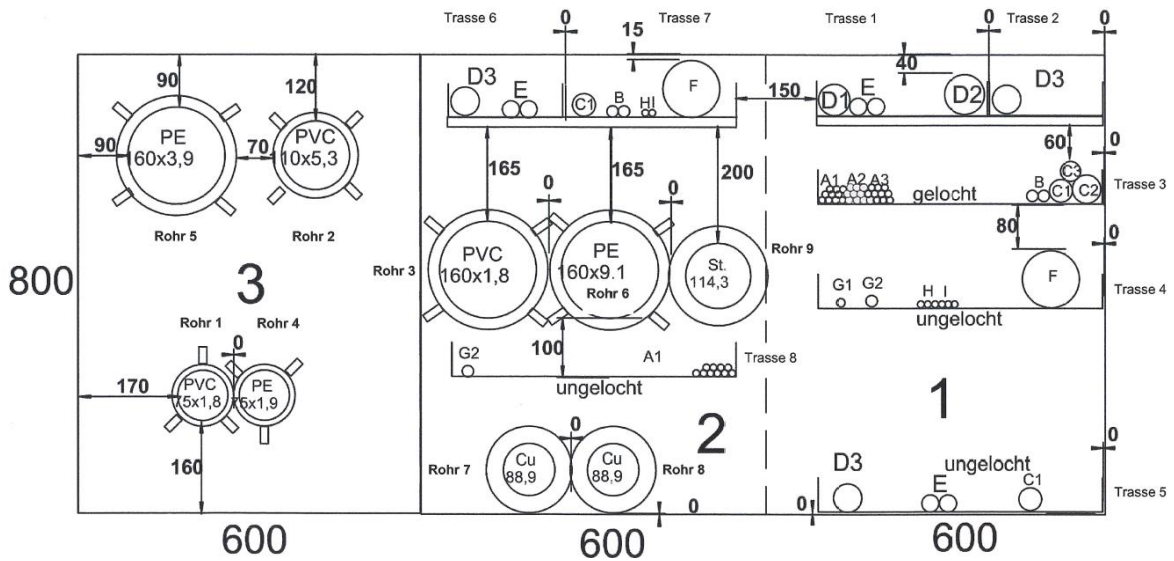 Trasse 6
0
Trasse 7
Trasse 1
0
Trasse 2
0
15
40
90
120
D3
E
C1
B
HI
F
150
D1
E
D2
D3
90
PE
160x3,9
70
PVC
110x5,3
165
165
200
60
0
Rohr 5
Rohr 2
0
0
A1
A2
A3
B
C3
C1
C2
Trasse 3
gelocht
80
0
800
3
Rohr 3
PVC
160x1,8
PE
160x9.1
Rohr 6
St.
114,3
Rohr 9
G1
G2
H
I
F
Trasse 4
ungelocht
Rohr 1
Rohr 4
0
PVC
75x1,8
PE
75x1,9
170
G2
100
A1
Trasse 8
ungelocht
1
0
160
Rohr 7
Cu
88,9
0
Cu
88,9
Rohr 8
2
0
0
D3
E
ungelocht
C1
Trasse 5
600
600
600